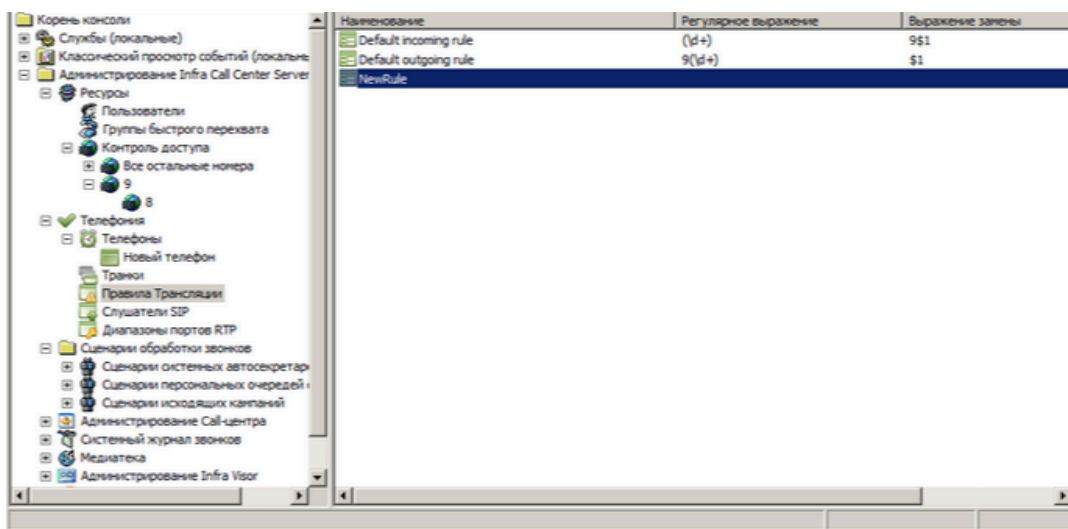 Корень консоли
Службы (локальные)
Классический просмотр событий (локальне
Администрирование Infra Call Center Server
Ресурсы
Пользователи
Группы быстрого перехвата
Контроль доступа
Все остальные номера
9
8
Телефония
Телефоны
Новый телефон
Транки
Правила Трансляции
Слушатели SIP
Диапазоны портов RTP
Сценарии обработки звонков
Сценарии системных автосекретар
Сценарии персональных очередей
Сценарии исходящих кампаний
Администрирование Call-центра
Системный журнал звонков
Медиатека
Администрирование Infra Visor
Наименование Регулярное выражение Выражение замены
Default incoming rule (\d+) 9$1
Default outgoing rule 9(\d+) $1
NewRule